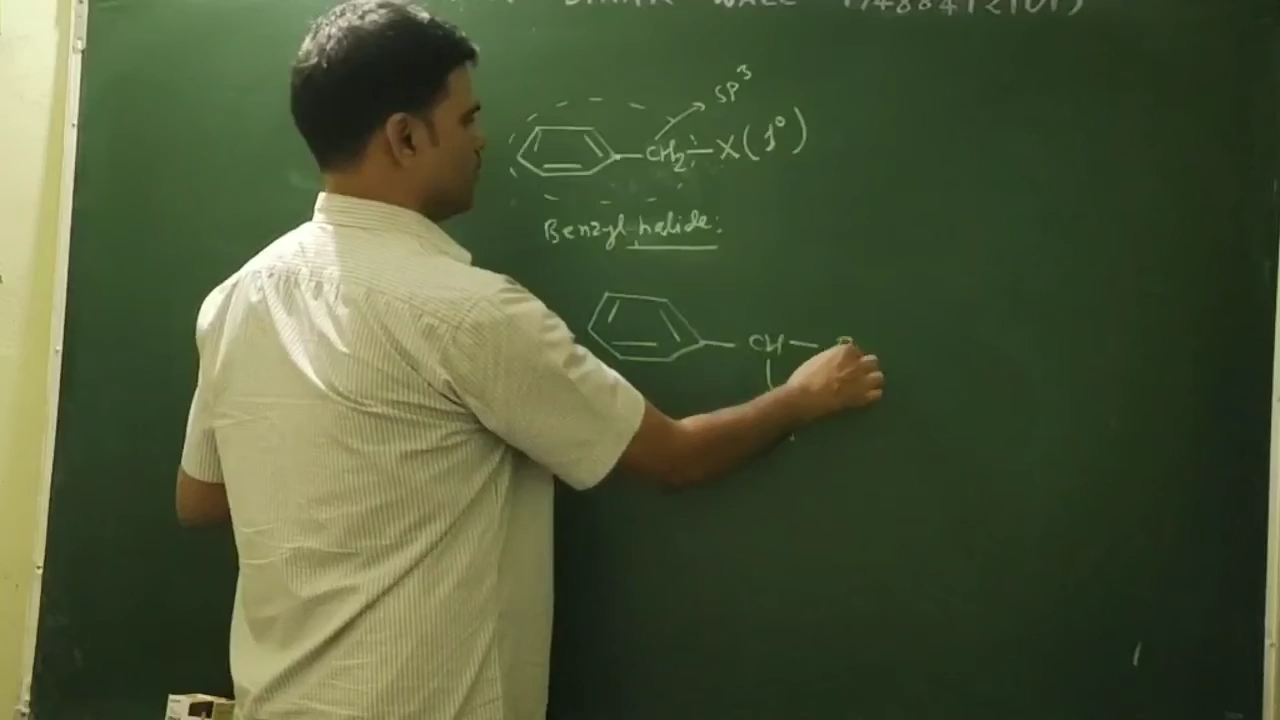 SP³
CH₂—X(1°)
Benzyl halide:
CH—